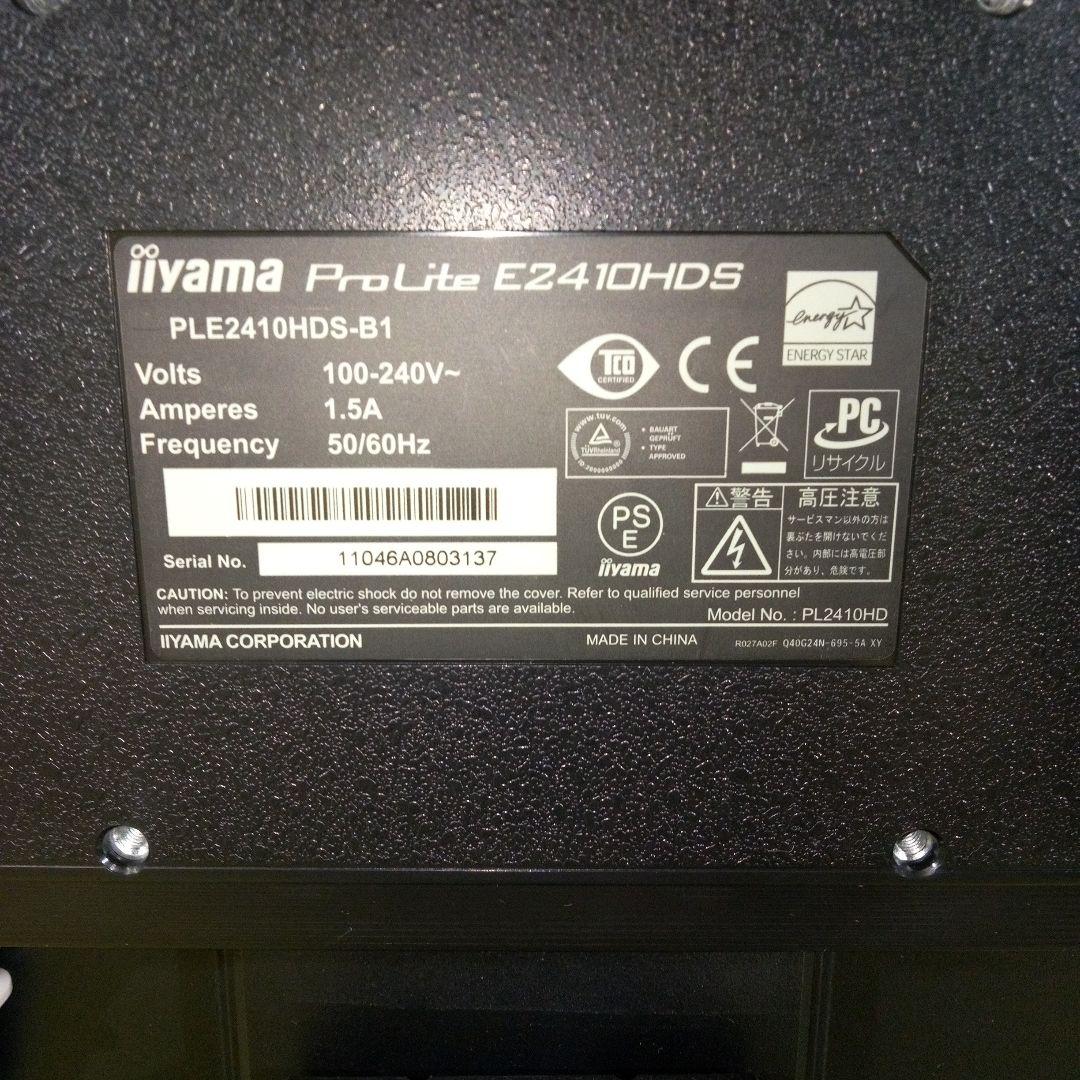 iiyama ProLite E2410HDS
PLE2410HDS-B1
Volts 100-240V~
Amperes 1.5A
Frequency 50/60Hz
Serial No. 11046A0803137
energy
ENERGY STAR
TCO
CERTIFIED
CE
www.tuv.com
TÜVRheinland
ID 2000000000
• BAUART
GEPRÜFT
• TYPE
APPROVED
PC
リサイクル
PS
E
iiyama
警告
高圧注意
サービスマン以外の方は
裏ぶたを開けないでくだ
さい。内部には高電圧部
分があり、危険です。
CAUTION: To prevent electric shock do not remove the cover. Refer to qualified service personnel
when servicing inside. No user's serviceable parts are available.
Model No. : PL2410HD
IIYAMA CORPORATION
MADE IN CHINA
R027A02F Q40G24N-695-5A XY